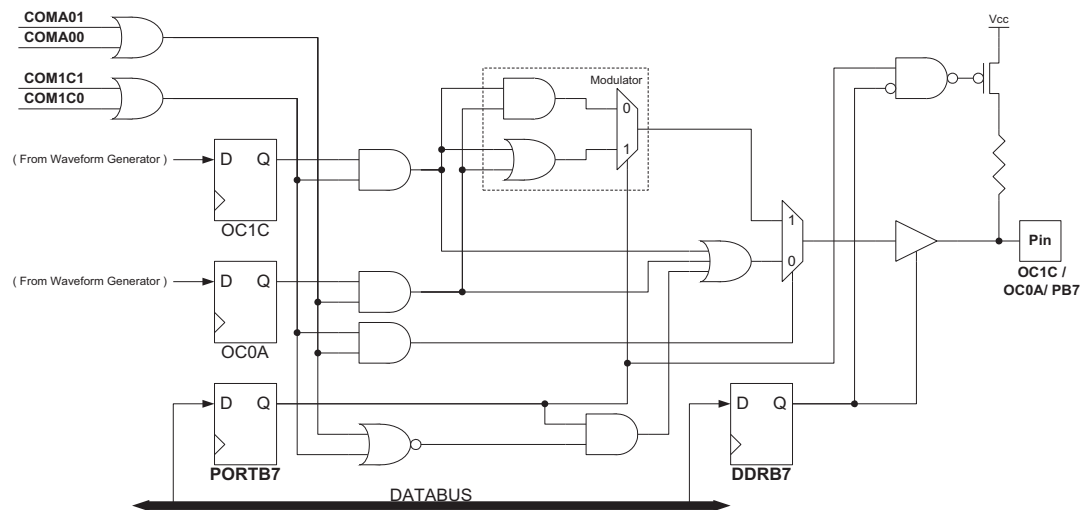 COMA01
COMA00
Vcc
COM1C1
COM1C0
Modulator
0
1
( From Waveform Generator )
D Q
OC1C
1
0
Pin
OC1C /
OC0A/ PB7
( From Waveform Generator )
D Q
OC0A
D Q
PORTB7
D Q
DDRB7
DATABUS